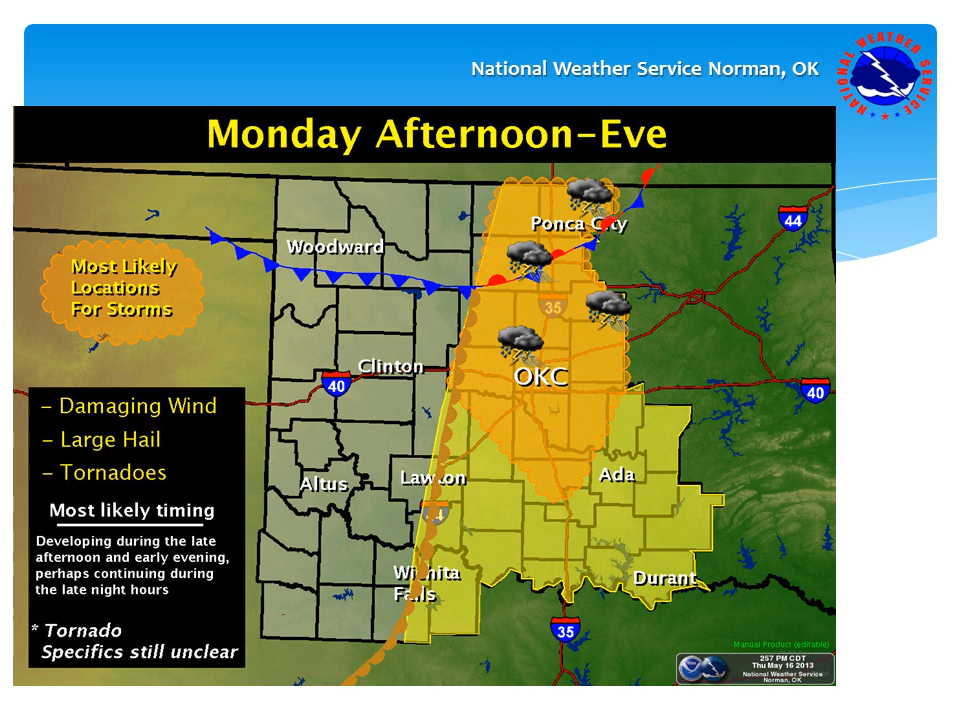 National Weather Service Norman, OK
NATIONAL WEATHER SERVICE
Monday Afternoon-Eve
Ponca City
44
Woodward
Most Likely
Locations
For Storms
35
Clinton
OKC
40
40
- Damaging Wind
- Large Hail
- Tornadoes
Altus
Lawton
Ada
44
Most likely timing
Developing during the late
afternoon and early evening,
perhaps continuing during
the late night hours
Wichita
Falls
Durant
* Tornado
Specifics still unclear
35
Manual Product (editable)
257 PM CDT
Thu May 16 2013
National Weather Service
Norman, OK